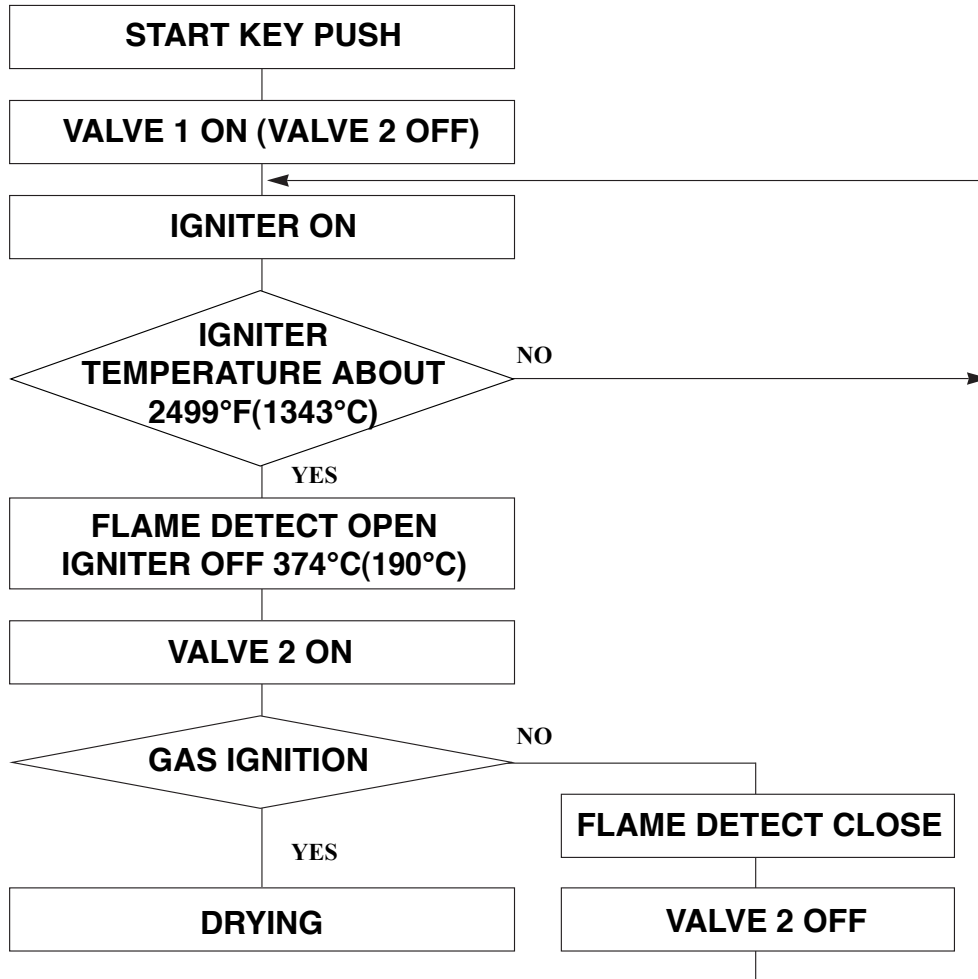 START KEY PUSH
VALVE 1 ON (VALVE 2 OFF)
IGNITER ON
IGNITER
TEMPERATURE ABOUT
2499°F(1343°C)
NO
YES
FLAME DETECT OPEN
IGNITER OFF 374°C(190°C)
VALVE 2 ON
GAS IGNITION
NO
FLAME DETECT CLOSE
YES
DRYING
VALVE 2 OFF